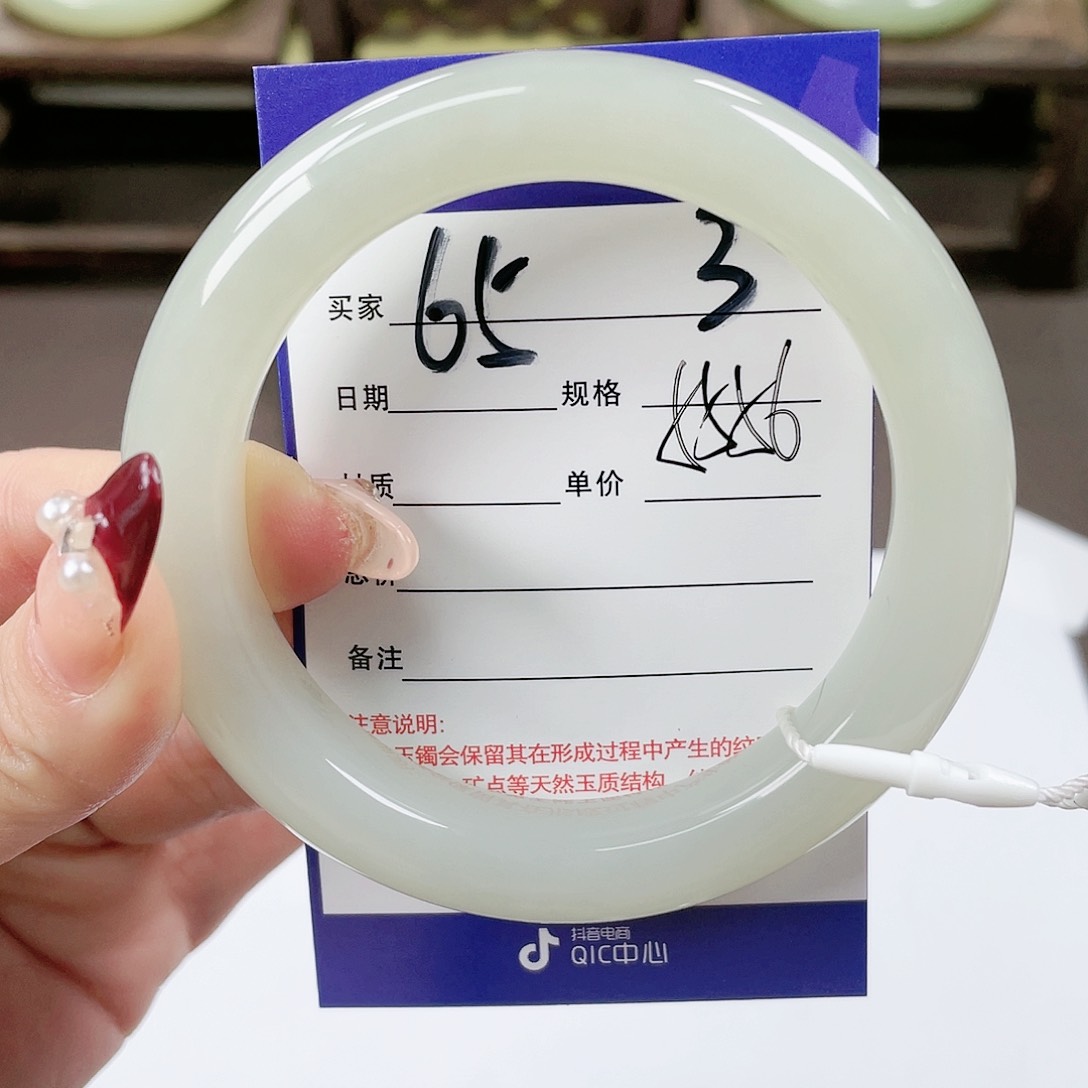 买家 65 3
日期 规格
质 单价
备注
注意说明:
玉镯会保留其在形成过程中产生的纹
矿点等天然玉质结构
抖音电商
QIC中心